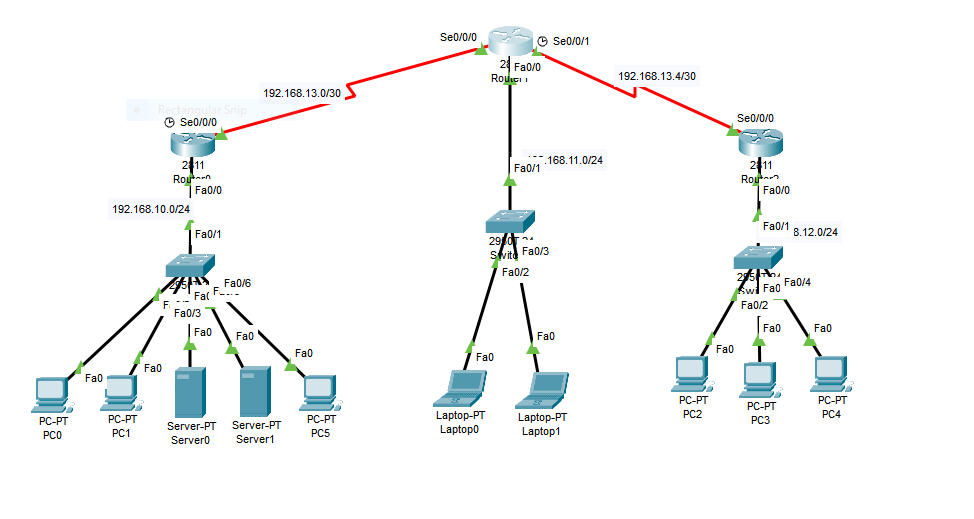 Se0/0/0
Se0/0/1
Fa0/0
192.168.13.4/30
192.168.13.0/30
Rectangular Snip
Se0/0/0
Se0/0/0
2811
2811
.168.11.0/24
Fa0/1
Fa0/0
Fa0/0
192.168.10.0/24
Fa0/1
Fa0/1
8.12.0/24
Fa0/1
Fa0/3
Fa0/2
Fa0/6
Fa0/4
Fa0/3
Fa0/2
Fa0
Fa0
Fa0
Fa0
Fa0
Fa0
Fa0
Fa0
Fa0
Fa0
PC-PT
PC0
PC-PT
PC1
Server-PT
Server0
Server-PT
Server1
PC-PT
PC5
Laptop-PT
Laptop0
Laptop-PT
Laptop1
PC-PT
PC2
PC-PT
PC3
PC-PT
PC4